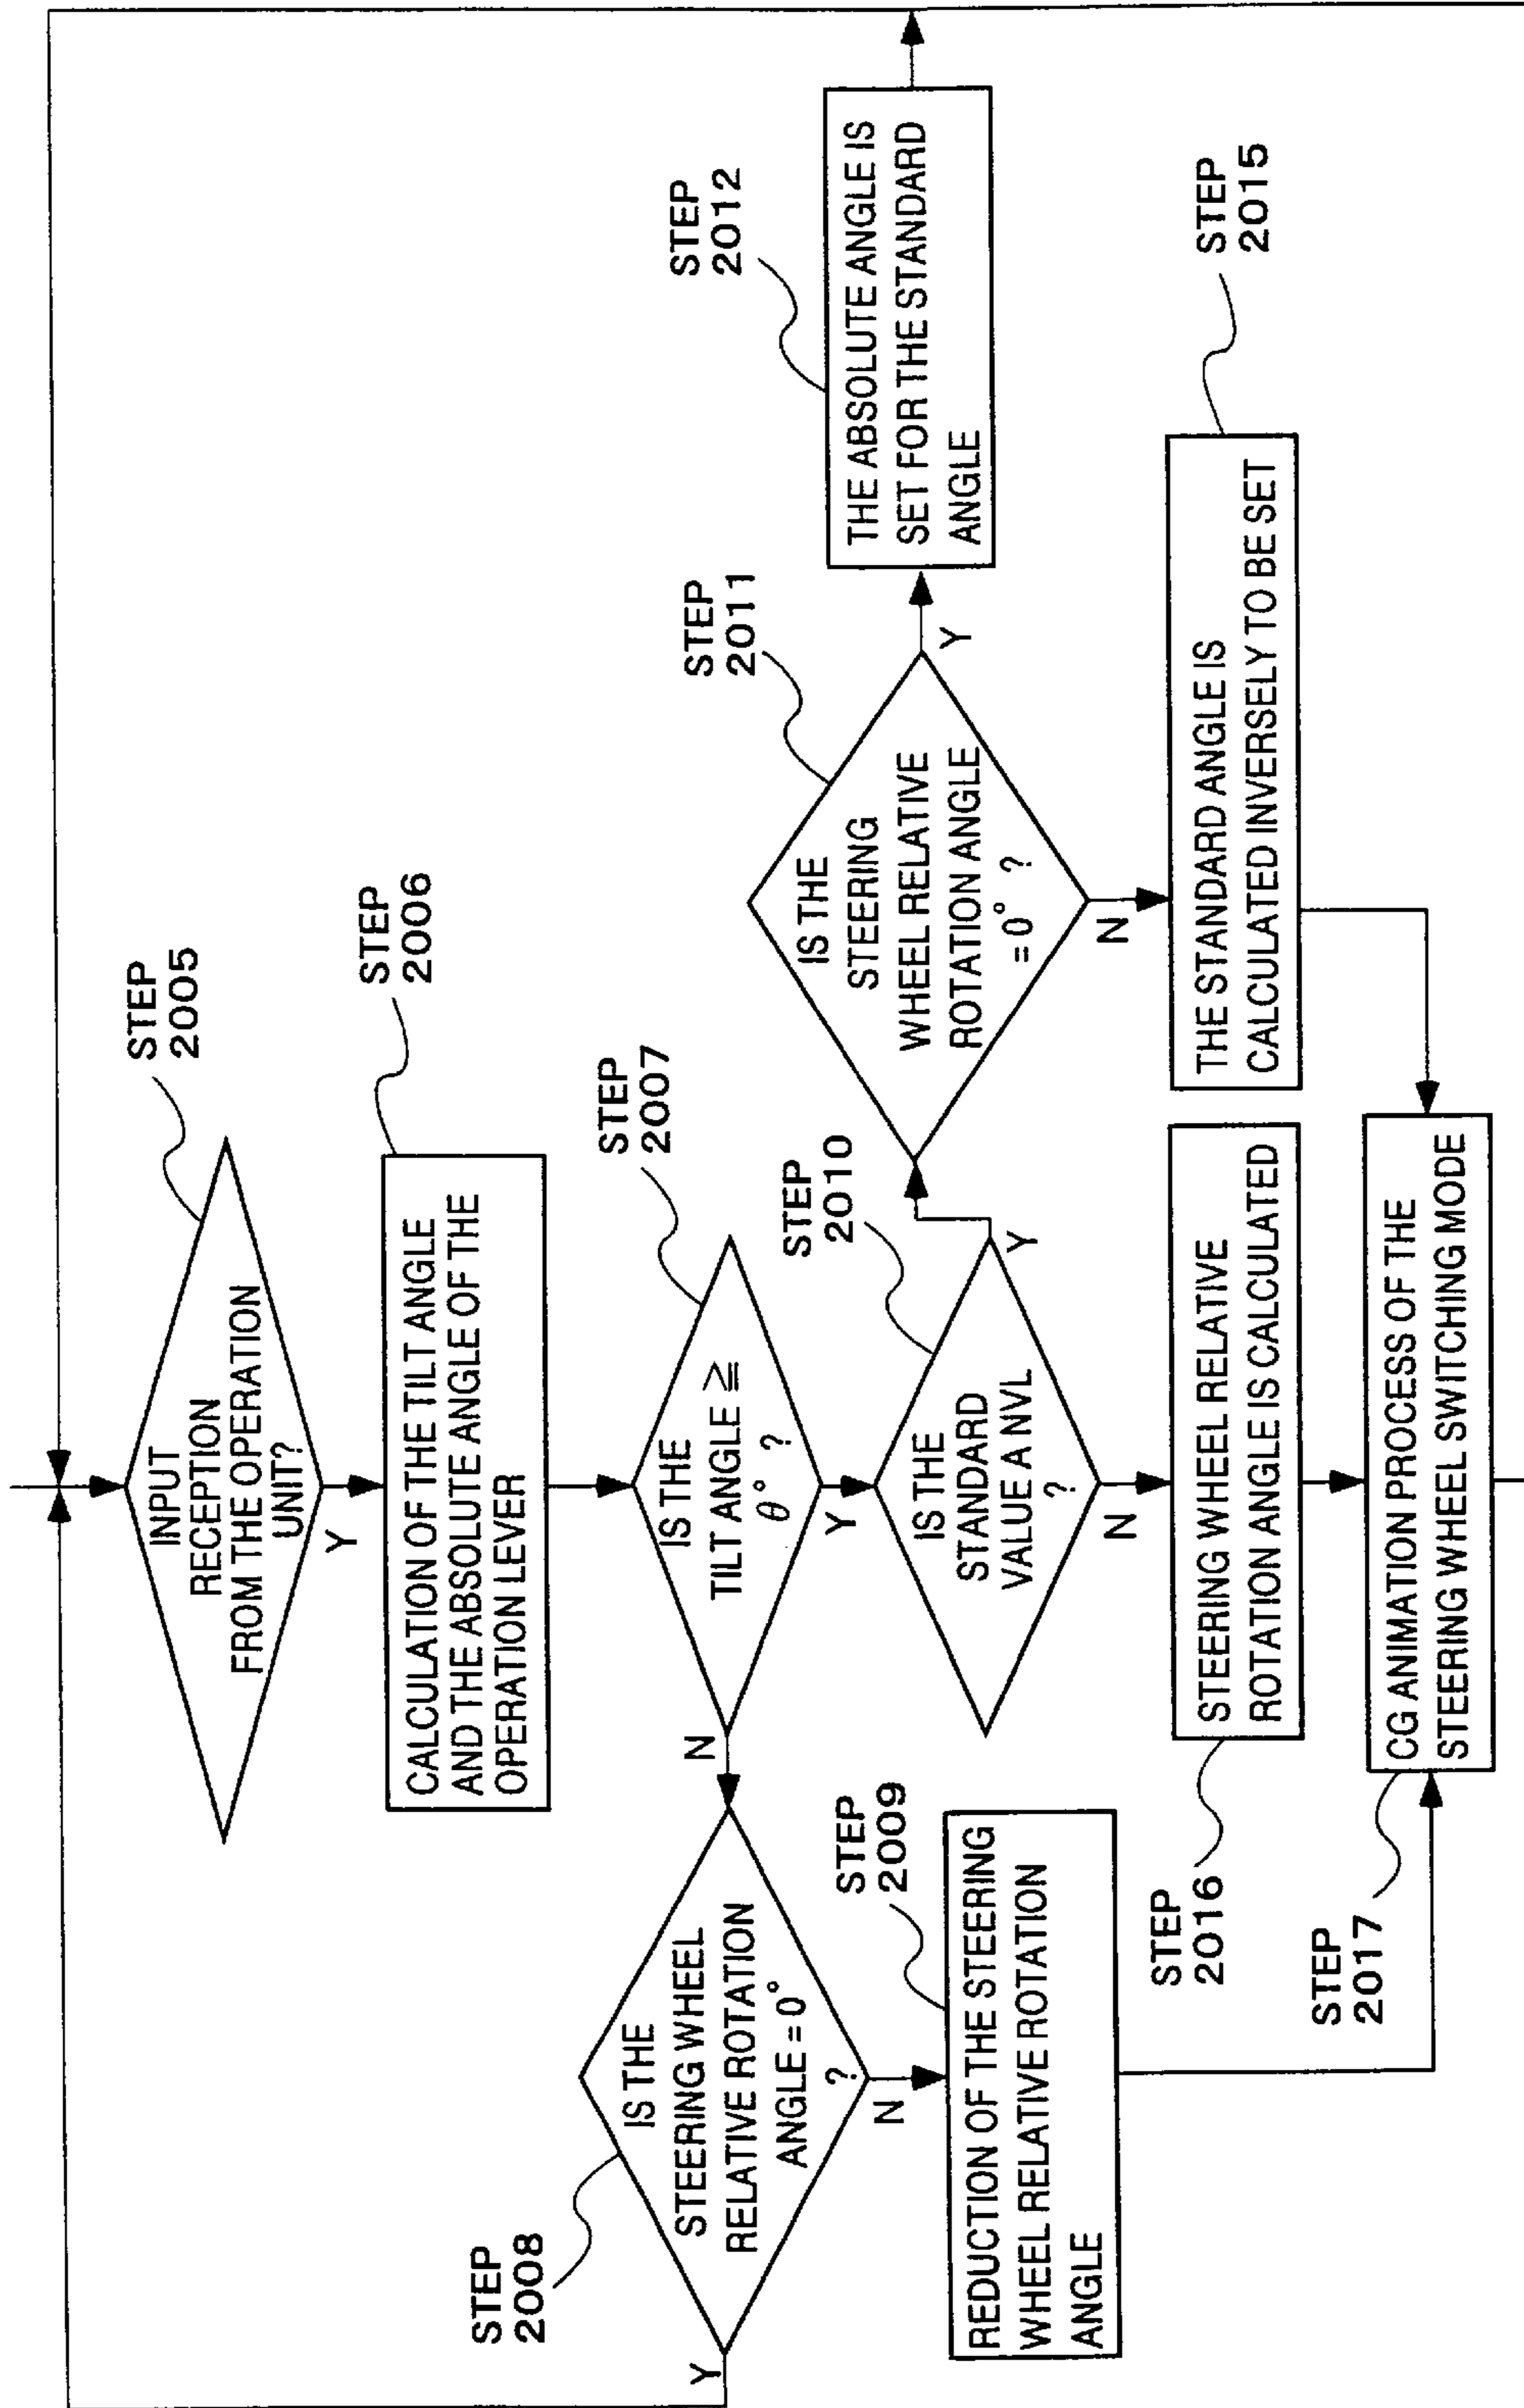 STEP
2005
INPUT
RECEPTION
FROM THE OPERATION
UNIT?
Y
STEP
2006
CALCULATION OF THE TILT ANGLE
AND THE ABSOLUTE ANGLE OF THE
OPERATION LEVER
STEP
2007
IS THE
TILT ANGLE ≧
θ° ?
N
Y
STEP
2008
IS THE
STEERING WHEEL
RELATIVE ROTATION
ANGLE = 0°
?
Y
N
STEP
2009
REDUCTION OF THE STEERING
WHEEL RELATIVE ROTATION
ANGLE
STEP
2010
IS THE
STANDARD
VALUE A NVL
?
Y
N
STEP
2011
IS THE
STEERING
WHEEL RELATIVE
ROTATION ANGLE
= 0° ?
Y
N
STEP
2012
THE ABSOLUTE ANGLE IS
SET FOR THE STANDARD
ANGLE
STEP
2015
THE STANDARD ANGLE IS
CALCULATED INVERSELY TO BE SET
STEP
2016
STEERING WHEEL RELATIVE
ROTATION ANGLE IS CALCULATED
STEP
2017
CG ANIMATION PROCESS OF THE
STEERING WHEEL SWITCHING MODE